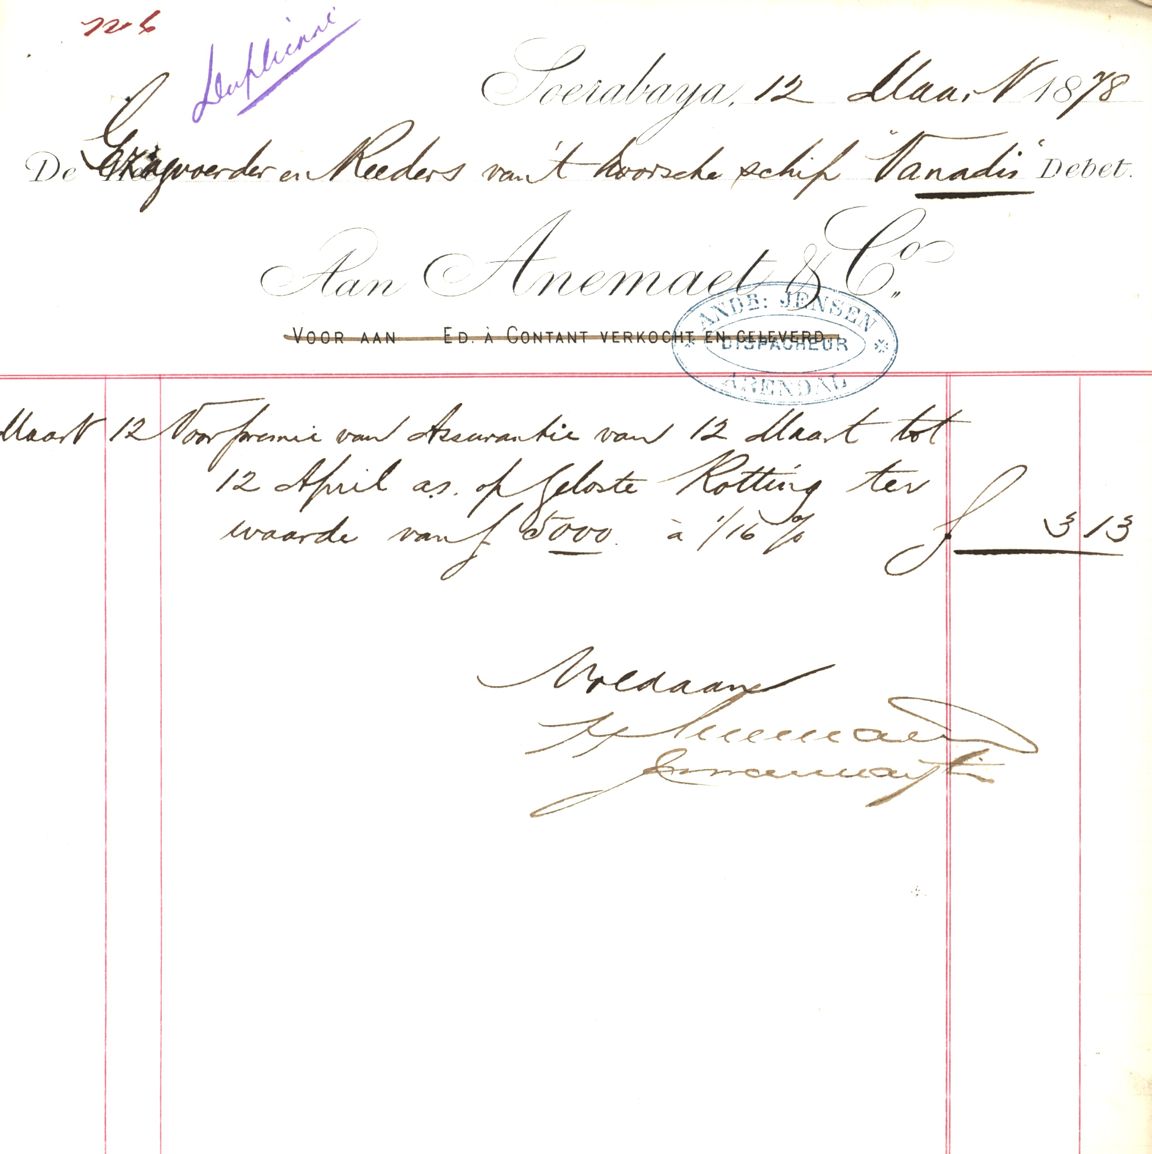 No 6
Soerabaya, 12 Maart 1878
De Gezagvoerder en Reeders van 't Noorsche schip "Vanadis" Debet.
Aan Anemaet & Co.
VOOR AAN ED À CONTANT VERKOCHT EN GELEVERD
ANDR: JENSEN
DISPACHEUR
ARENDAL
Maart 12 Voor premie van Assurantie van 12 Maart tot
12 April a.s. op geloste Rotting ter
waarde van f 5000. à 1/16 % f 3 13
Voldaan